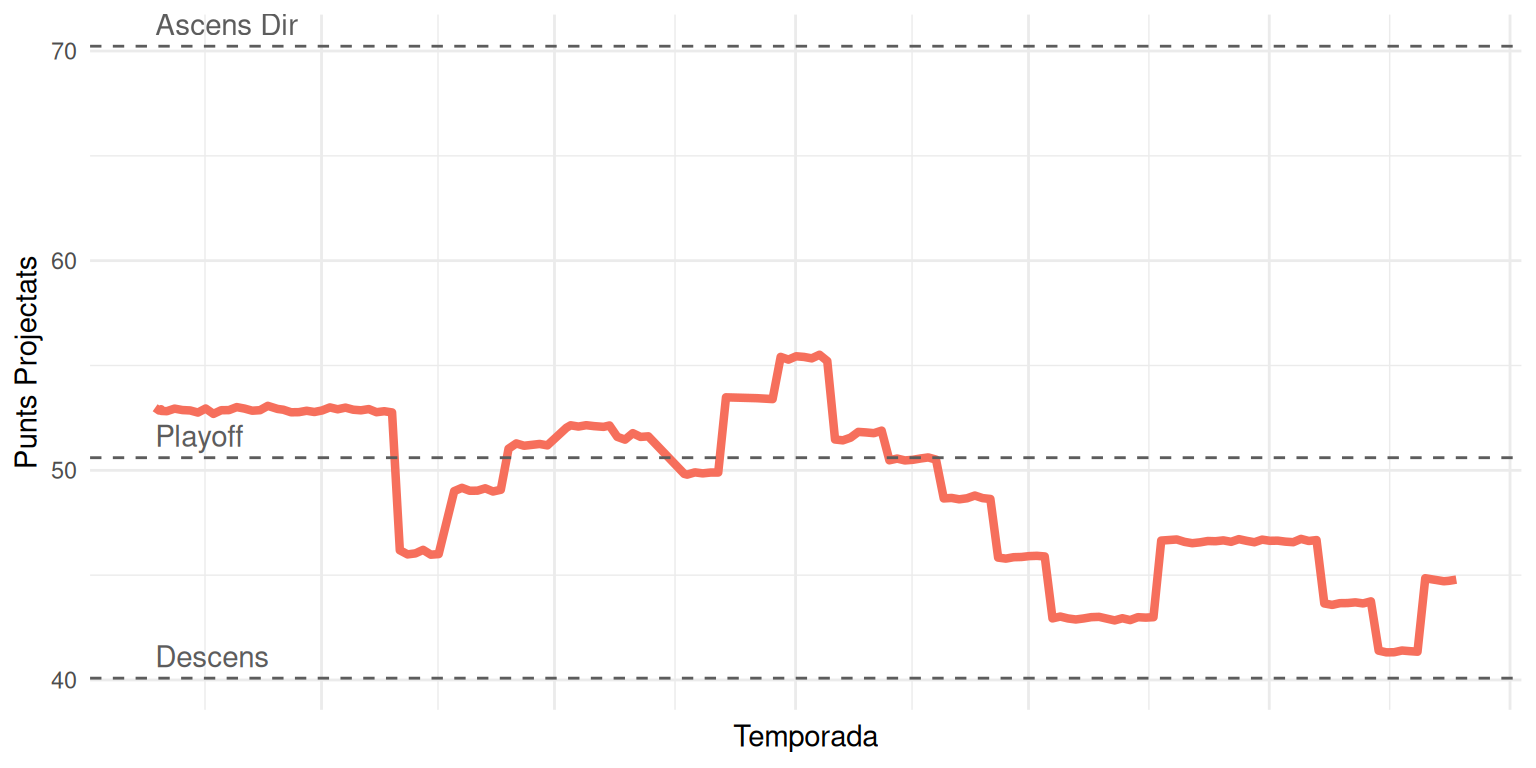 Ascens Dir
70
60
Punts Projectats
Playoff
50
Descens
40
Temporada